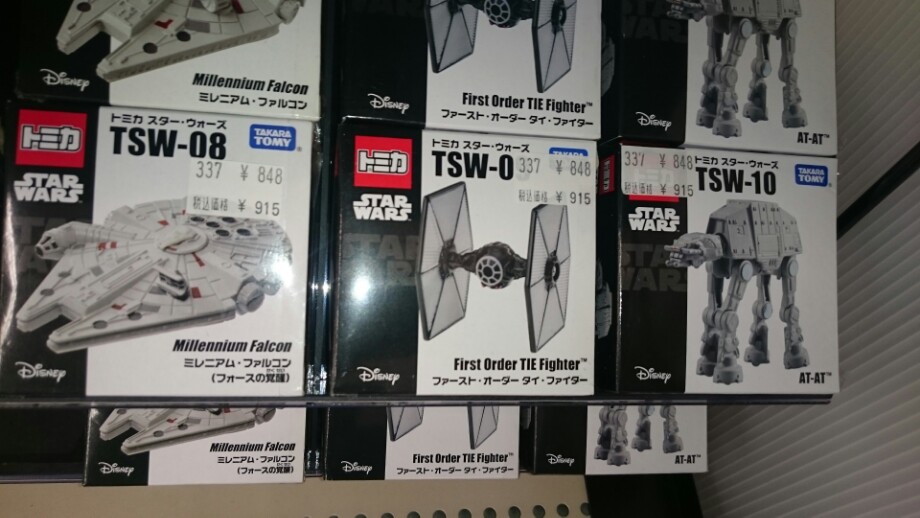 Disney
Millennium Falcon
ミレニアム・ファルコン
Disney
First Order TIE Fighter™
ファースト・オーダー タイ・ファイター
WARS
Disney
AT-AT™
トミカ
トミカ スター・ウォーズ
TSW-08
TAKARA TOMY
337 ¥ 848
税込価格 ¥ 915
STAR WARS
Millennium Falcon
ミレニアム・ファルコン
(フォースの覚醒)
Disney
トミカ
トミカ スター・ウォーズ
TSW-0
337 ¥ 848
税込価格 ¥ 915
STAR WARS
First Order TIE Fighter™
ファースト・オーダー タイ・ファイター
Disney
337 ¥ 848
税込価格 ¥ 915
トミカ スター・ウォーズ
TSW-10
TAKARA TOMY
STAR WARS
Disney
AT-AT™
Millennium Falcon
ミレニアム・ファルコン
(フォースの覚醒)
Disney
First Order TIE Fighter™
ファースト・オーダー タイ・ファイター
Disney
AT-AT™
Disney